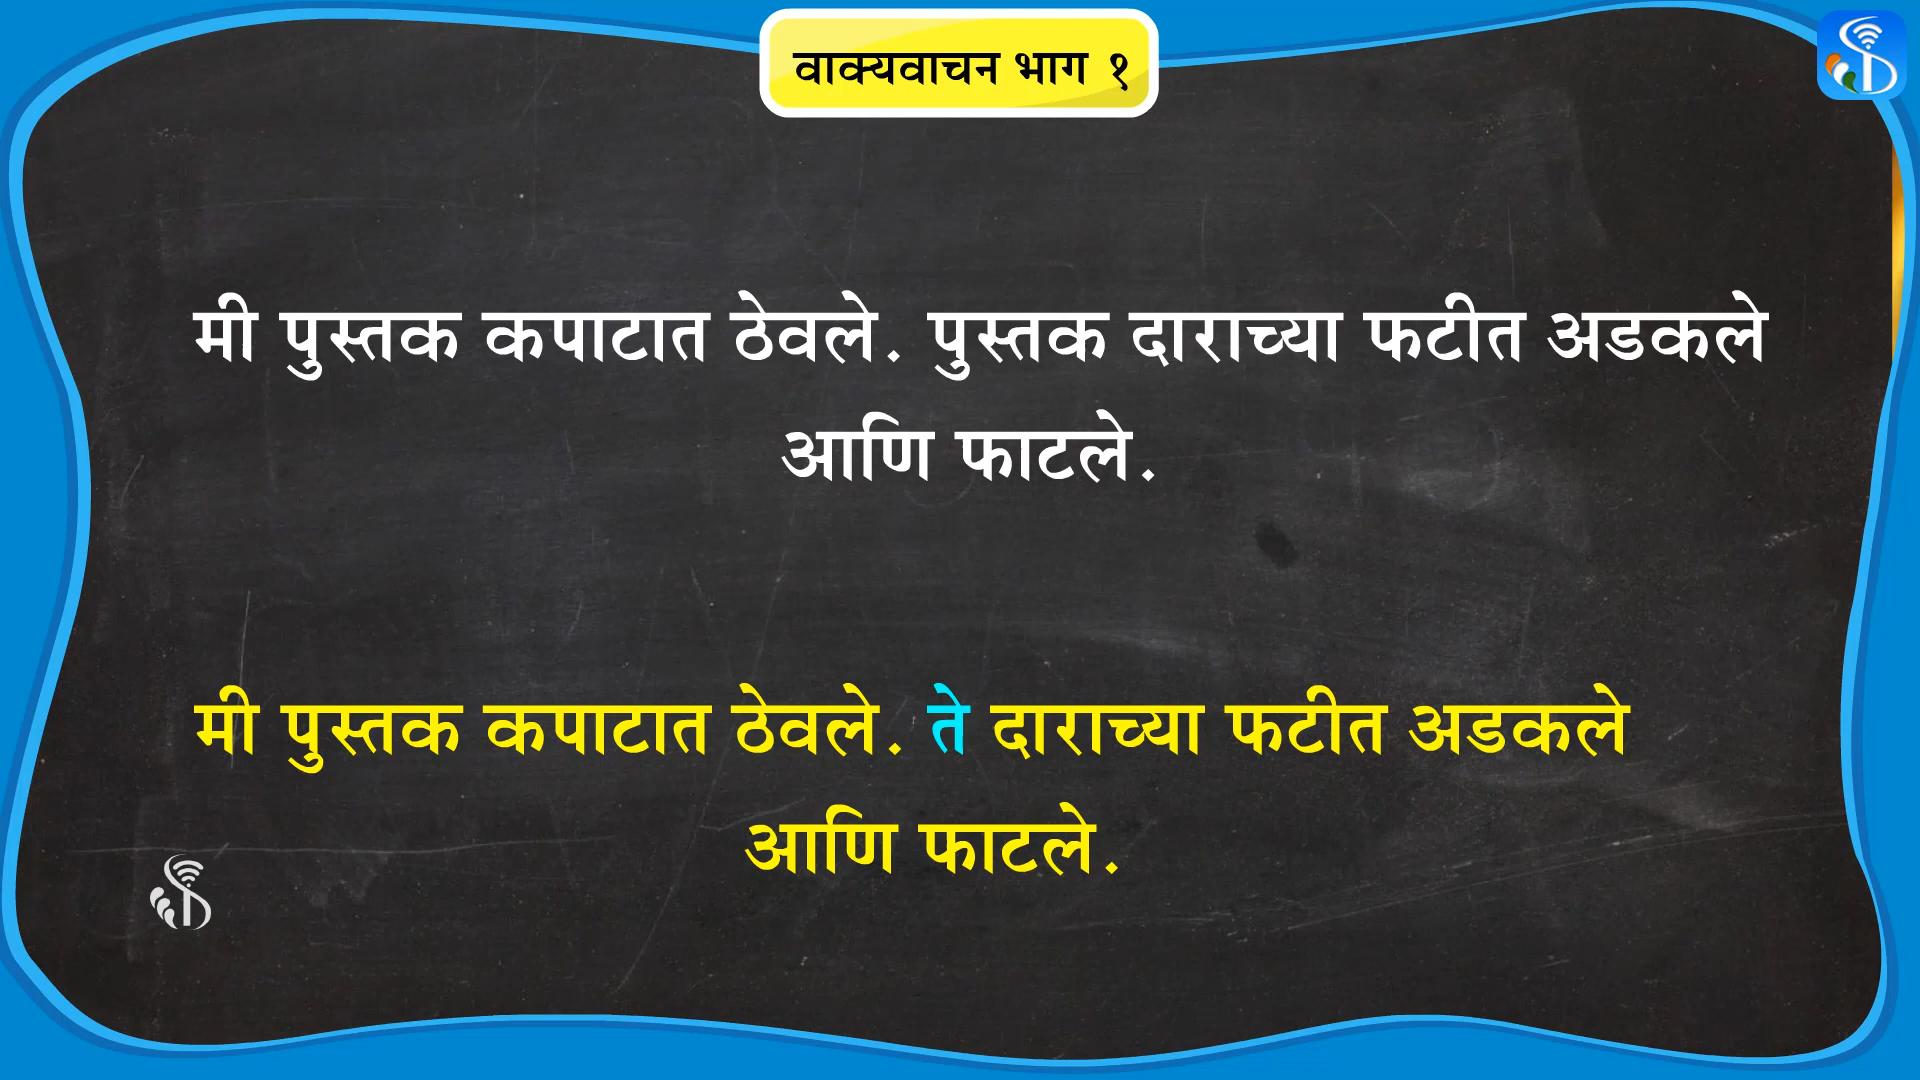 वाक्यवाचन भाग १
मी पुस्तक कपाटात ठेवले. पुस्तक दाराच्या फटीत अडकले
आणि फाटले.
मी पुस्तक कपाटात ठेवले. ते दाराच्या फटीत अडकले
आणि फाटले.